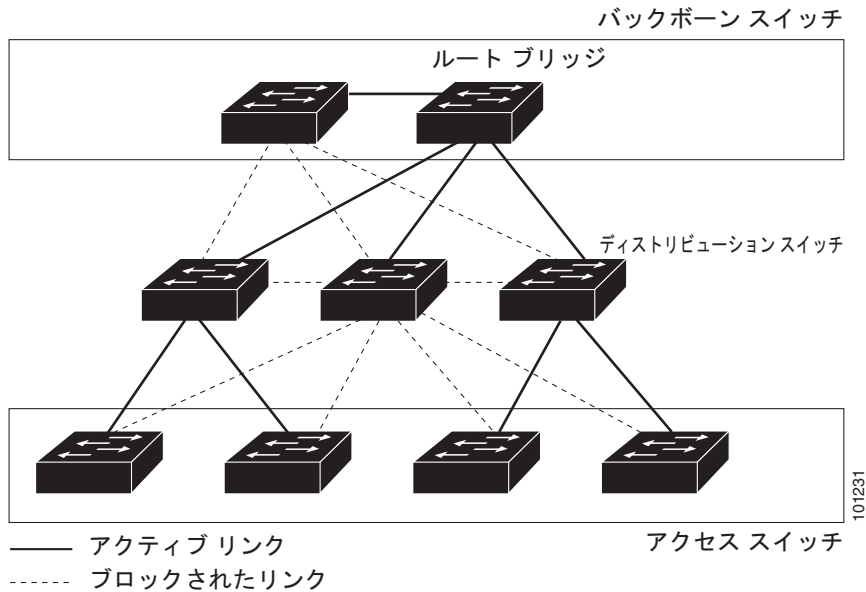 バックボーン スイッチ
ルート ブリッジ
ディストリビューション スイッチ
101231
アクセス スイッチ
アクティブ リンク
ブロックされたリンク